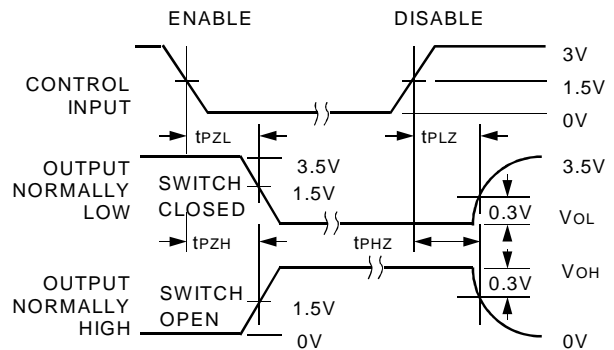 ENABLE DISABLE
CONTROL INPUT
3V
1.5V
0V
tPZL
tPLZ
OUTPUT NORMALLY LOW
SWITCH CLOSED
3.5V
1.5V
3.5V
0.3V
VOL
tPZH
tPHZ
OUTPUT NORMALLY HIGH
SWITCH OPEN
1.5V
0V
VOH
0.3V
0V